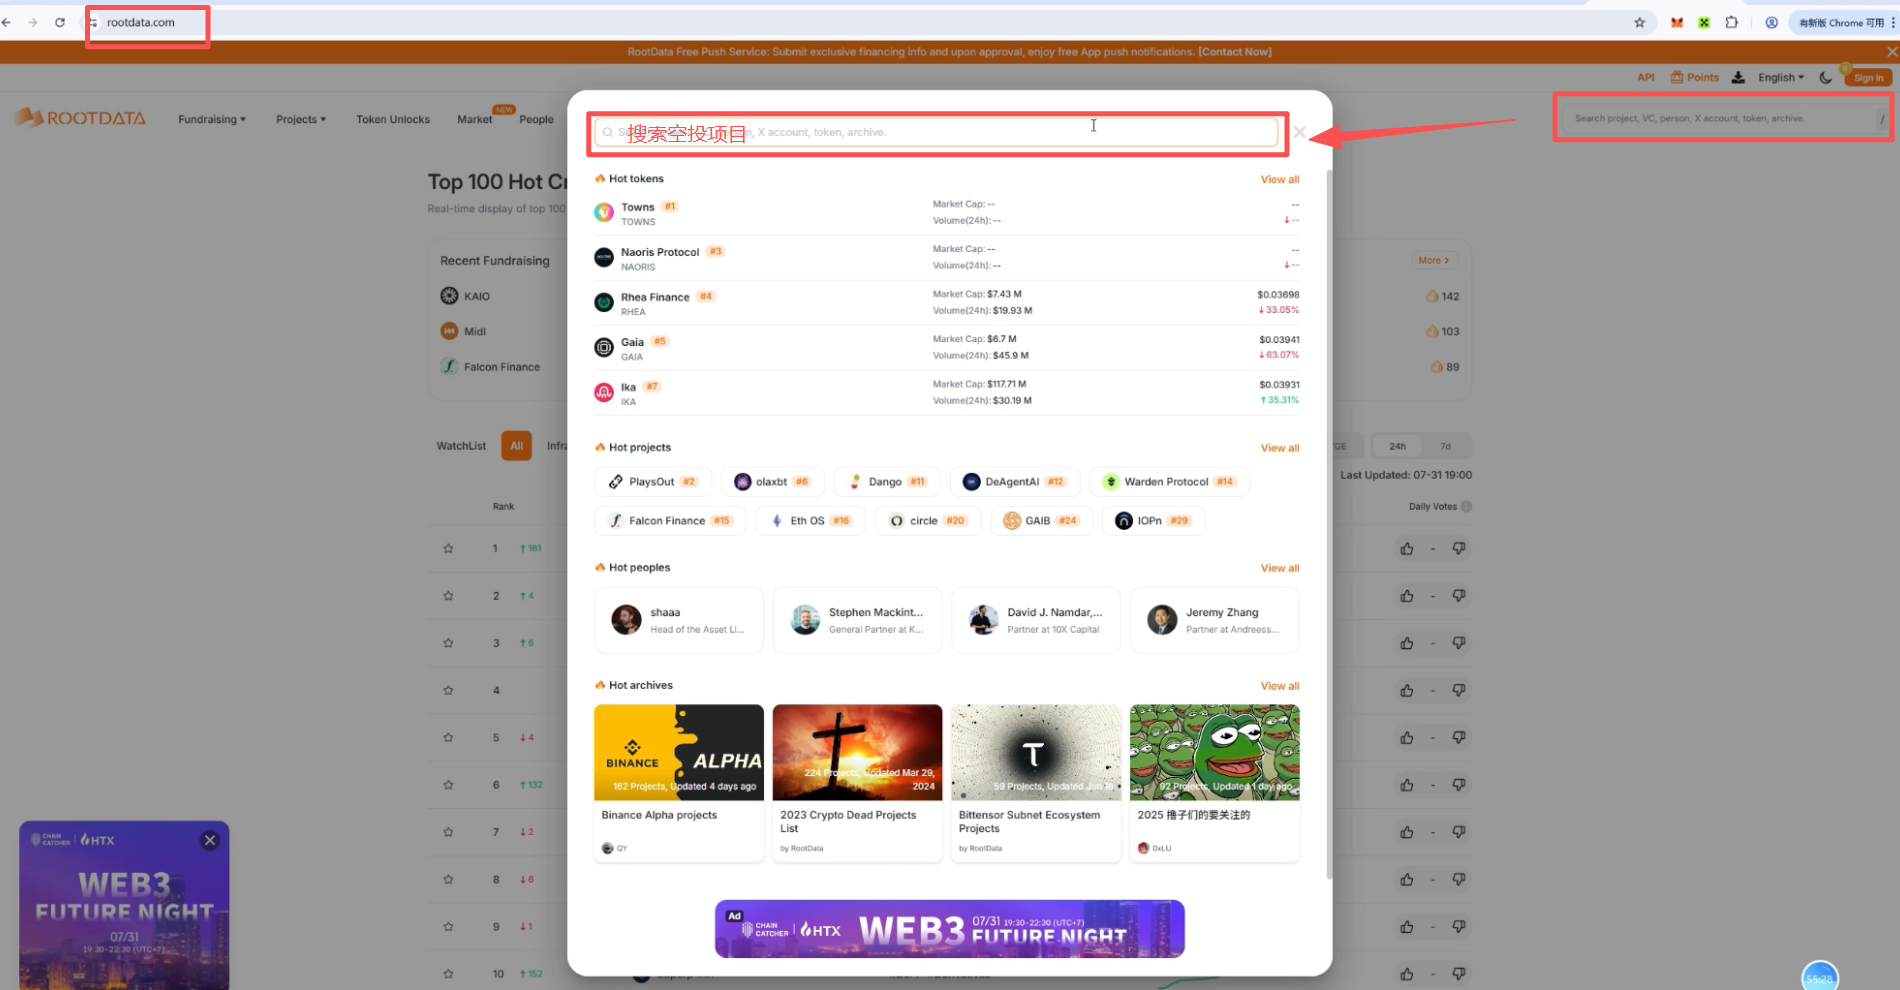 rootdata.com
有新版 Chrome 可用
RootData Free Push Service: Submit exclusive financing info and upon approval, enjoy free App push notifications. [Contact Now]
API
Points
English
Sign in
ROOTDATA
Fundraising
Projects
Token Unlocks
Market
NEW
People
Search project, VC, person, X account, token, archive.
/
搜索空投项目
n, X account, token, archive.
Top 100 Hot Cr
Real-time display of top 100
Recent Fundraising
More >
KAIO
142
Midl
103
Falcon Finance
89
WatchList
All
Infra
24h
7d
Last Updated: 07-31 19:00
Rank
Daily Votes
1 ↑161 -
2 ↑4 -
3 ↑6 -
4 -
5 ↓4 -
6 ↑132 -
7 ↓2 -
8 ↓6 -
9 ↓1 -
10 ↑152 -
Hot tokens
View all
Towns #1
TOWNS
Market Cap: --
Volume(24h): --
--
↓--
Naoris Protocol #3
NAORIS
Market Cap: --
Volume(24h): --
--
↓--
Rhea Finance #4
RHEA
Market Cap: $7.43 M
Volume(24h): $19.93 M
$0.03698
↓33.05%
Gaia #5
GAIA
Market Cap: $6.7 M
Volume(24h): $45.9 M
$0.03941
↓63.07%
Ika #7
IKA
Market Cap: $117.71 M
Volume(24h): $30.19 M
$0.03931
↑35.31%
Hot projects
View all
PlaysOut #2
olaxbt #6
Dango #11
DeAgentAI #12
Warden Protocol #14
Falcon Finance #15
Eth OS #16
circle #20
GAIB #24
IOPn #29
Hot peoples
View all
shaaa
Head of the Asset Li...
Stephen Mackint...
General Partner at K...
David J. Namdar,...
Partner at 10X Capital
Jeremy Zhang
Partner at Andreess...
Hot archives
View all
BINANCE
ALPHA
162 Projects, Updated 4 days ago
Binance Alpha projects
QY
224 Projects, Updated Mar 29,
2024
2023 Crypto Dead Projects
List
by RootData
59 Projects, Updated Jun 18
Bittensor Subnet Ecosystem
Projects
by RootData
92 Projects, Updated 1 day ago
2025 撸子们的要关注的
0xLU
Ad
CHAIN
CATCHER
HTX
WEB3
07/31 19:30-22:30 (UTC+7)
FUTURE NIGHT
CHAIN
CATCHER
HTX
WEB3
FUTURE NIGHT
07/31
19:30-22:30 (UTC+7)
55:28